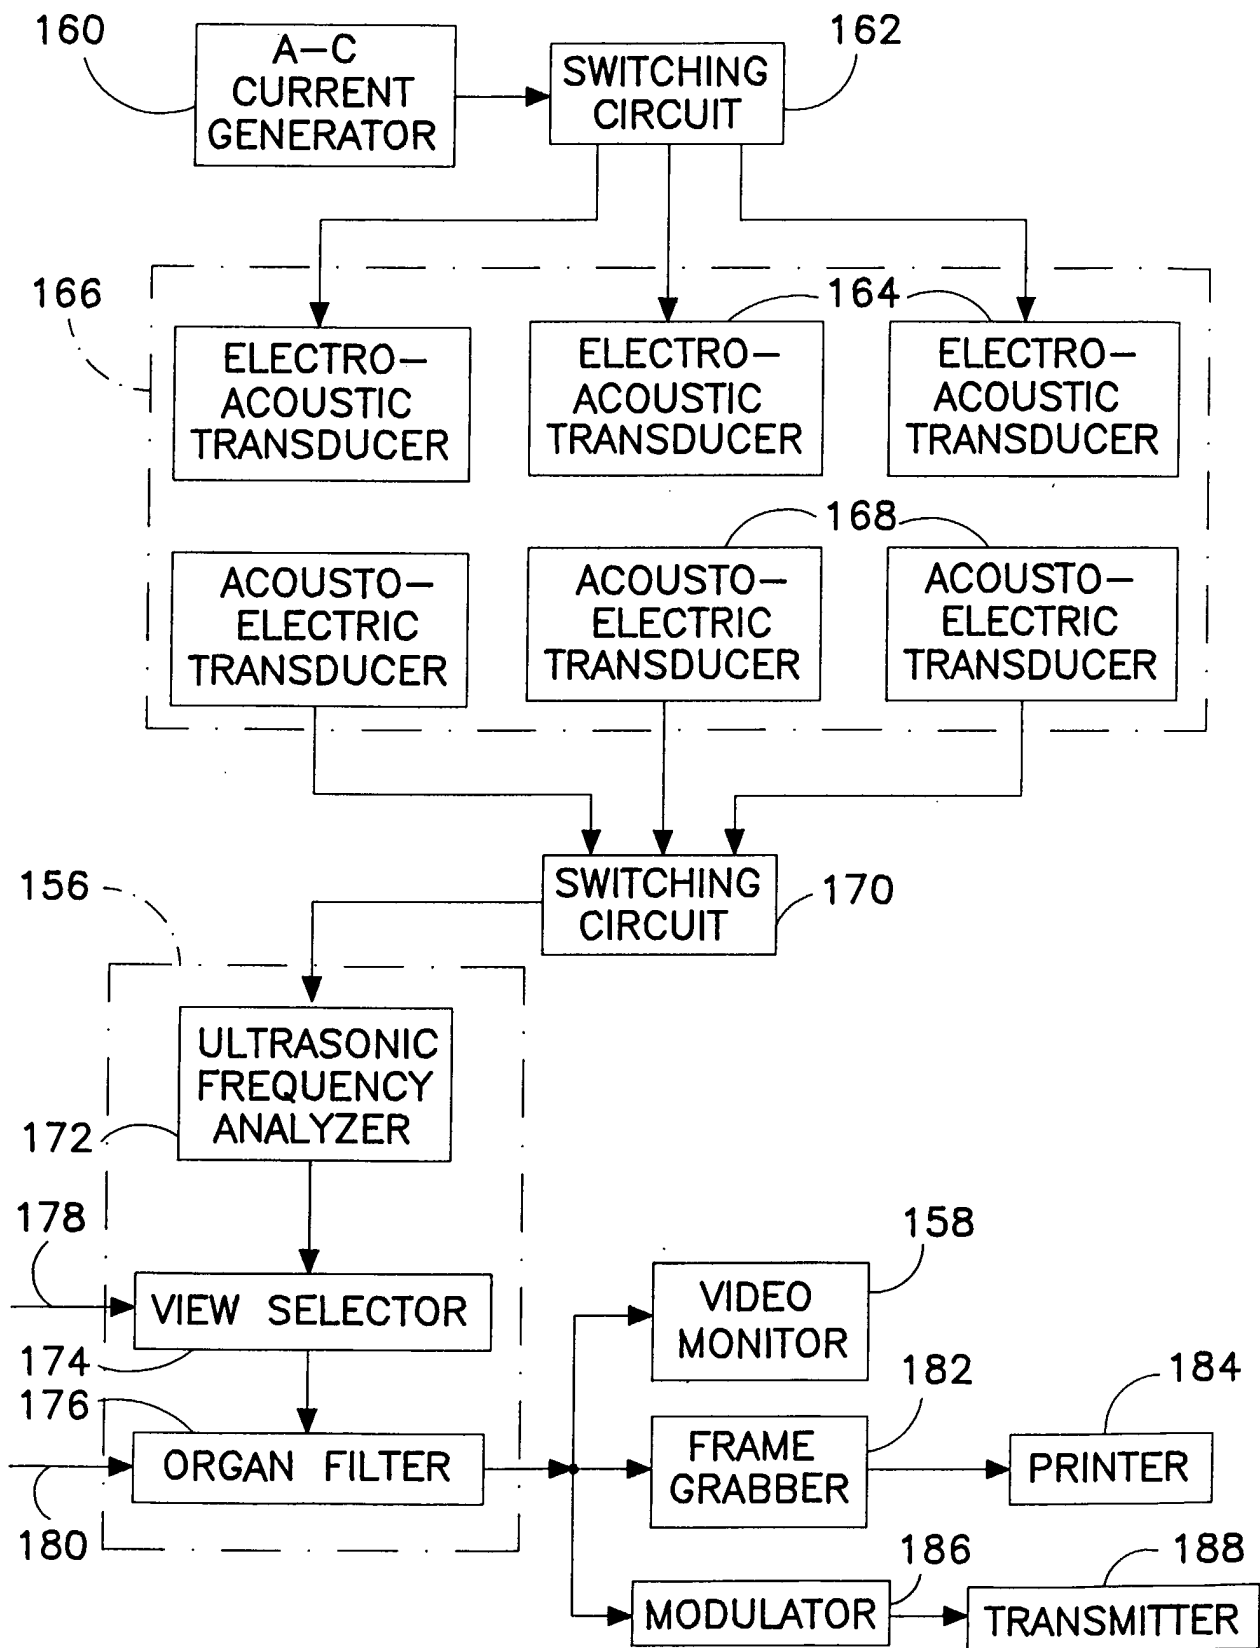 160
A-C
CURRENT
GENERATOR
SWITCHING
CIRCUIT
162
166
164
ELECTRO-
ACOUSTIC
TRANSDUCER
ELECTRO-
ACOUSTIC
TRANSDUCER
ELECTRO-
ACOUSTIC
TRANSDUCER
168
ACOUSTO-
ELECTRIC
TRANSDUCER
ACOUSTO-
ELECTRIC
TRANSDUCER
ACOUSTO-
ELECTRIC
TRANSDUCER
156
SWITCHING
CIRCUIT
170
ULTRASONIC
FREQUENCY
ANALYZER
172
178
VIEW SELECTOR
174
176
ORGAN FILTER
180
158
VIDEO
MONITOR
182
FRAME
GRABBER
184
PRINTER
186
MODULATOR
188
TRANSMITTER